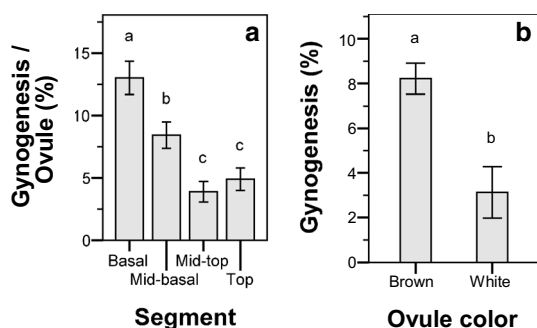 a
Gynogenesis /
Ovule (%)
15
10
5
0
a
b
c
c
Basal
Mid-top
Mid-basal
Top
Segment
b
Gynogenesis (%)
10
8
6
4
2
0
a
b
Brown
White
Ovule color